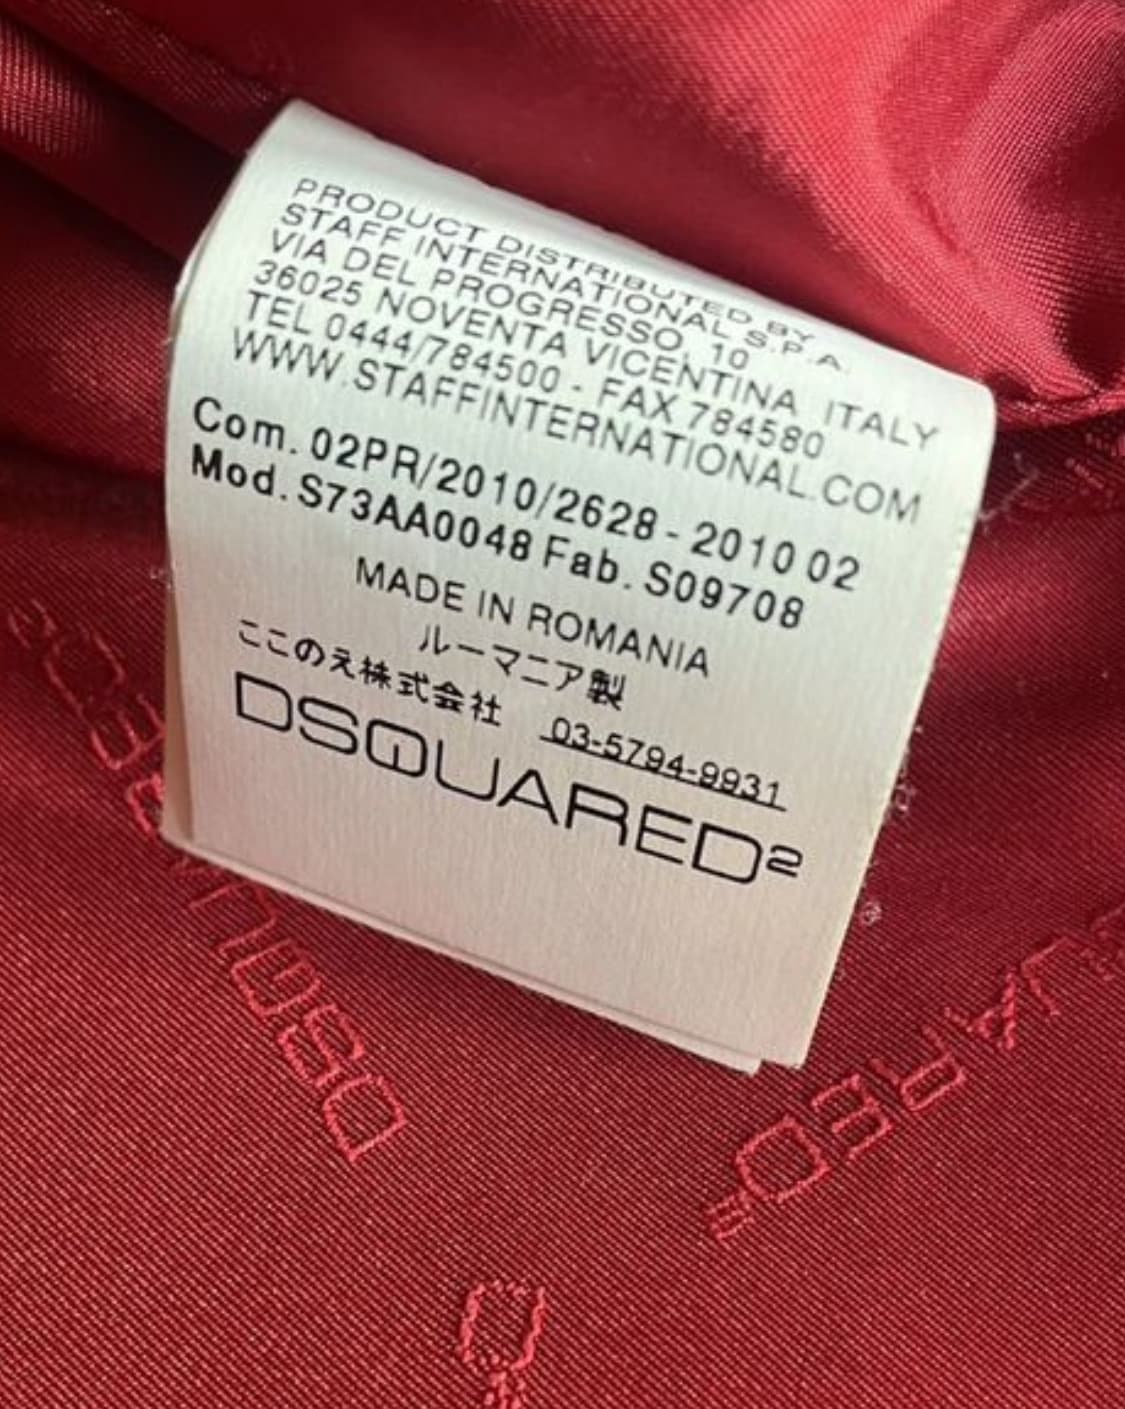 PRODUCT DISTRIBUTED BY
STAFF INTERNATIONAL S.P.A.
VIA DEL PROGRESSO, 10
36025 NOVENTA VICENTINA ITALY
TEL 0444/784500 - FAX 784580
WWW.STAFFINTERNATIONAL.COM
Com. 02PR/2010/2628 - 2010 02
Mod. S73AA0048 Fab. S09708
MADE IN ROMANIA
ルーマニア製
ここのえ株式会社 03-5794-9931
DSQUARED2
DSQUARED2
UARED2
D